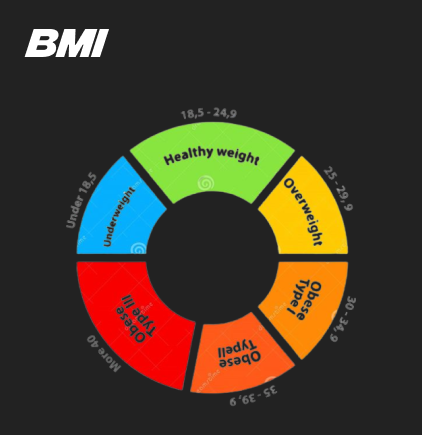 BMI
18,5 - 24,9
Healthy weight
Under 18,5
Underweight
25 - 29,9
Overweight
30 - 34,9
Obese
Type I
35 - 39,9
Obese
TypeII
More 40
Obese
Type III